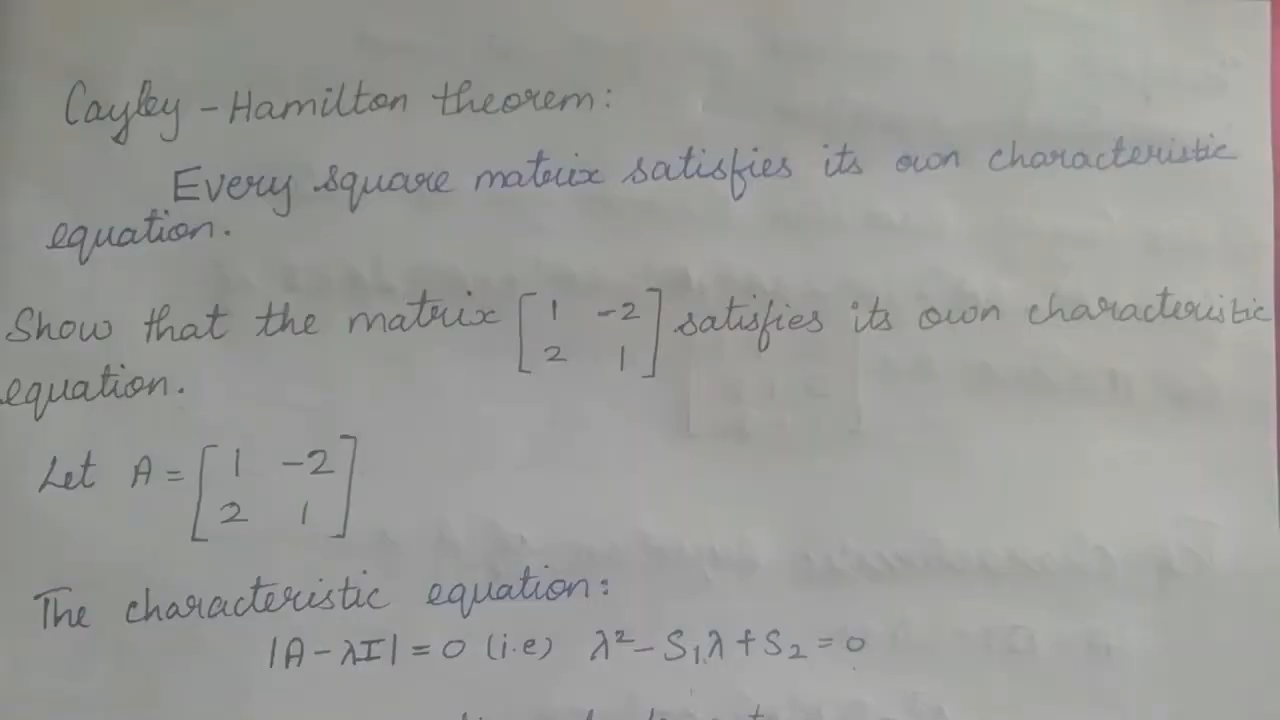 Cayley - Hamilton theorem:
Every square matrix satisfies its own characteristic
equation.
Show that the matrix [1 -2; 2 1] satisfies its own characteristic
equation.
Let A = [1 -2; 2 1]
The characteristic equation:
|A - λI| = 0 (i.e) λ² - S₁λ + S₂ = 0